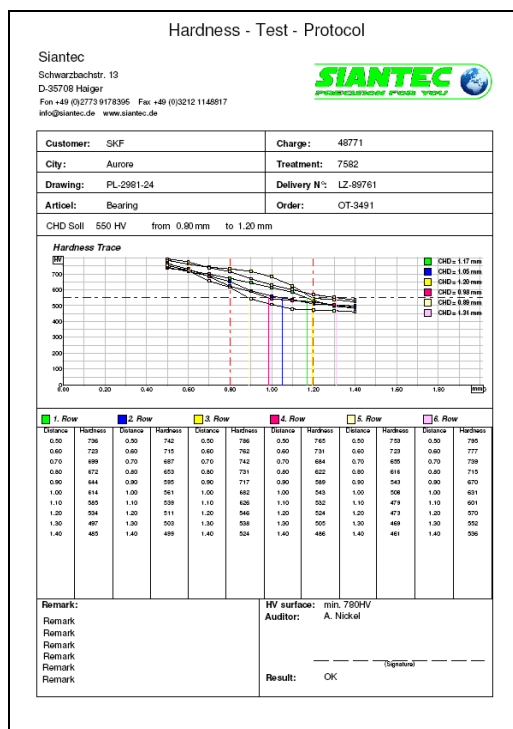 Hardness - Test - Protocol
Siantec
Schwarzbachstr. 13
D-35708 Haiger
Fon +49 (0)2773 9178395 Fax +49 (0)3212 1148817
info@siantec.de www.siantec.de
SIANTEC
PRECISION FOR YOU
Customer: SKF Charge: 48771
City: Aurore Treatment: 7582
Drawing: PL-2981-24 Delivery N°: LZ-89761
Articel: Bearing Order: OT-3491
CHD Soll 550 HV from 0.80 mm to 1.20 mm
Hardness Trace
HV
700
600
500
400
300
200
100
0
0.00 0.20 0.40 0.60 0.80 1.00 1.20 1.40 1.60 1.80 mm
CHD = 1.17 mm
CHD = 1.05 mm
CHD = 1.20 mm
CHD = 0.98 mm
CHD = 0.89 mm
CHD = 1.31 mm
1. Row 2. Row 3. Row 4. Row 5. Row 6. Row
Distance Hardness Distance Hardness Distance Hardness Distance Hardness Distance Hardness Distance Hardness
0.50 736 0.50 742 0.50 786 0.50 765 0.50 753 0.50 795
0.60 723 0.60 715 0.60 762 0.60 731 0.60 723 0.60 777
0.70 699 0.70 687 0.70 742 0.70 684 0.70 655 0.70 739
0.80 672 0.80 653 0.80 731 0.80 622 0.80 616 0.80 715
0.90 644 0.90 595 0.90 717 0.90 589 0.90 543 0.90 670
1.00 614 1.00 561 1.00 682 1.00 543 1.00 508 1.00 631
1.10 585 1.10 539 1.10 626 1.10 532 1.10 479 1.10 601
1.20 534 1.20 511 1.20 546 1.20 524 1.20 473 1.20 570
1.30 497 1.30 503 1.30 538 1.30 505 1.30 469 1.30 552
1.40 485 1.40 499 1.40 524 1.40 486 1.40 461 1.40 536
Remark: HV surface: min. 780HV
Remark Auditor: A. Nickel
Remark
Remark
Remark
Remark (Signature)
Remark Result: OK